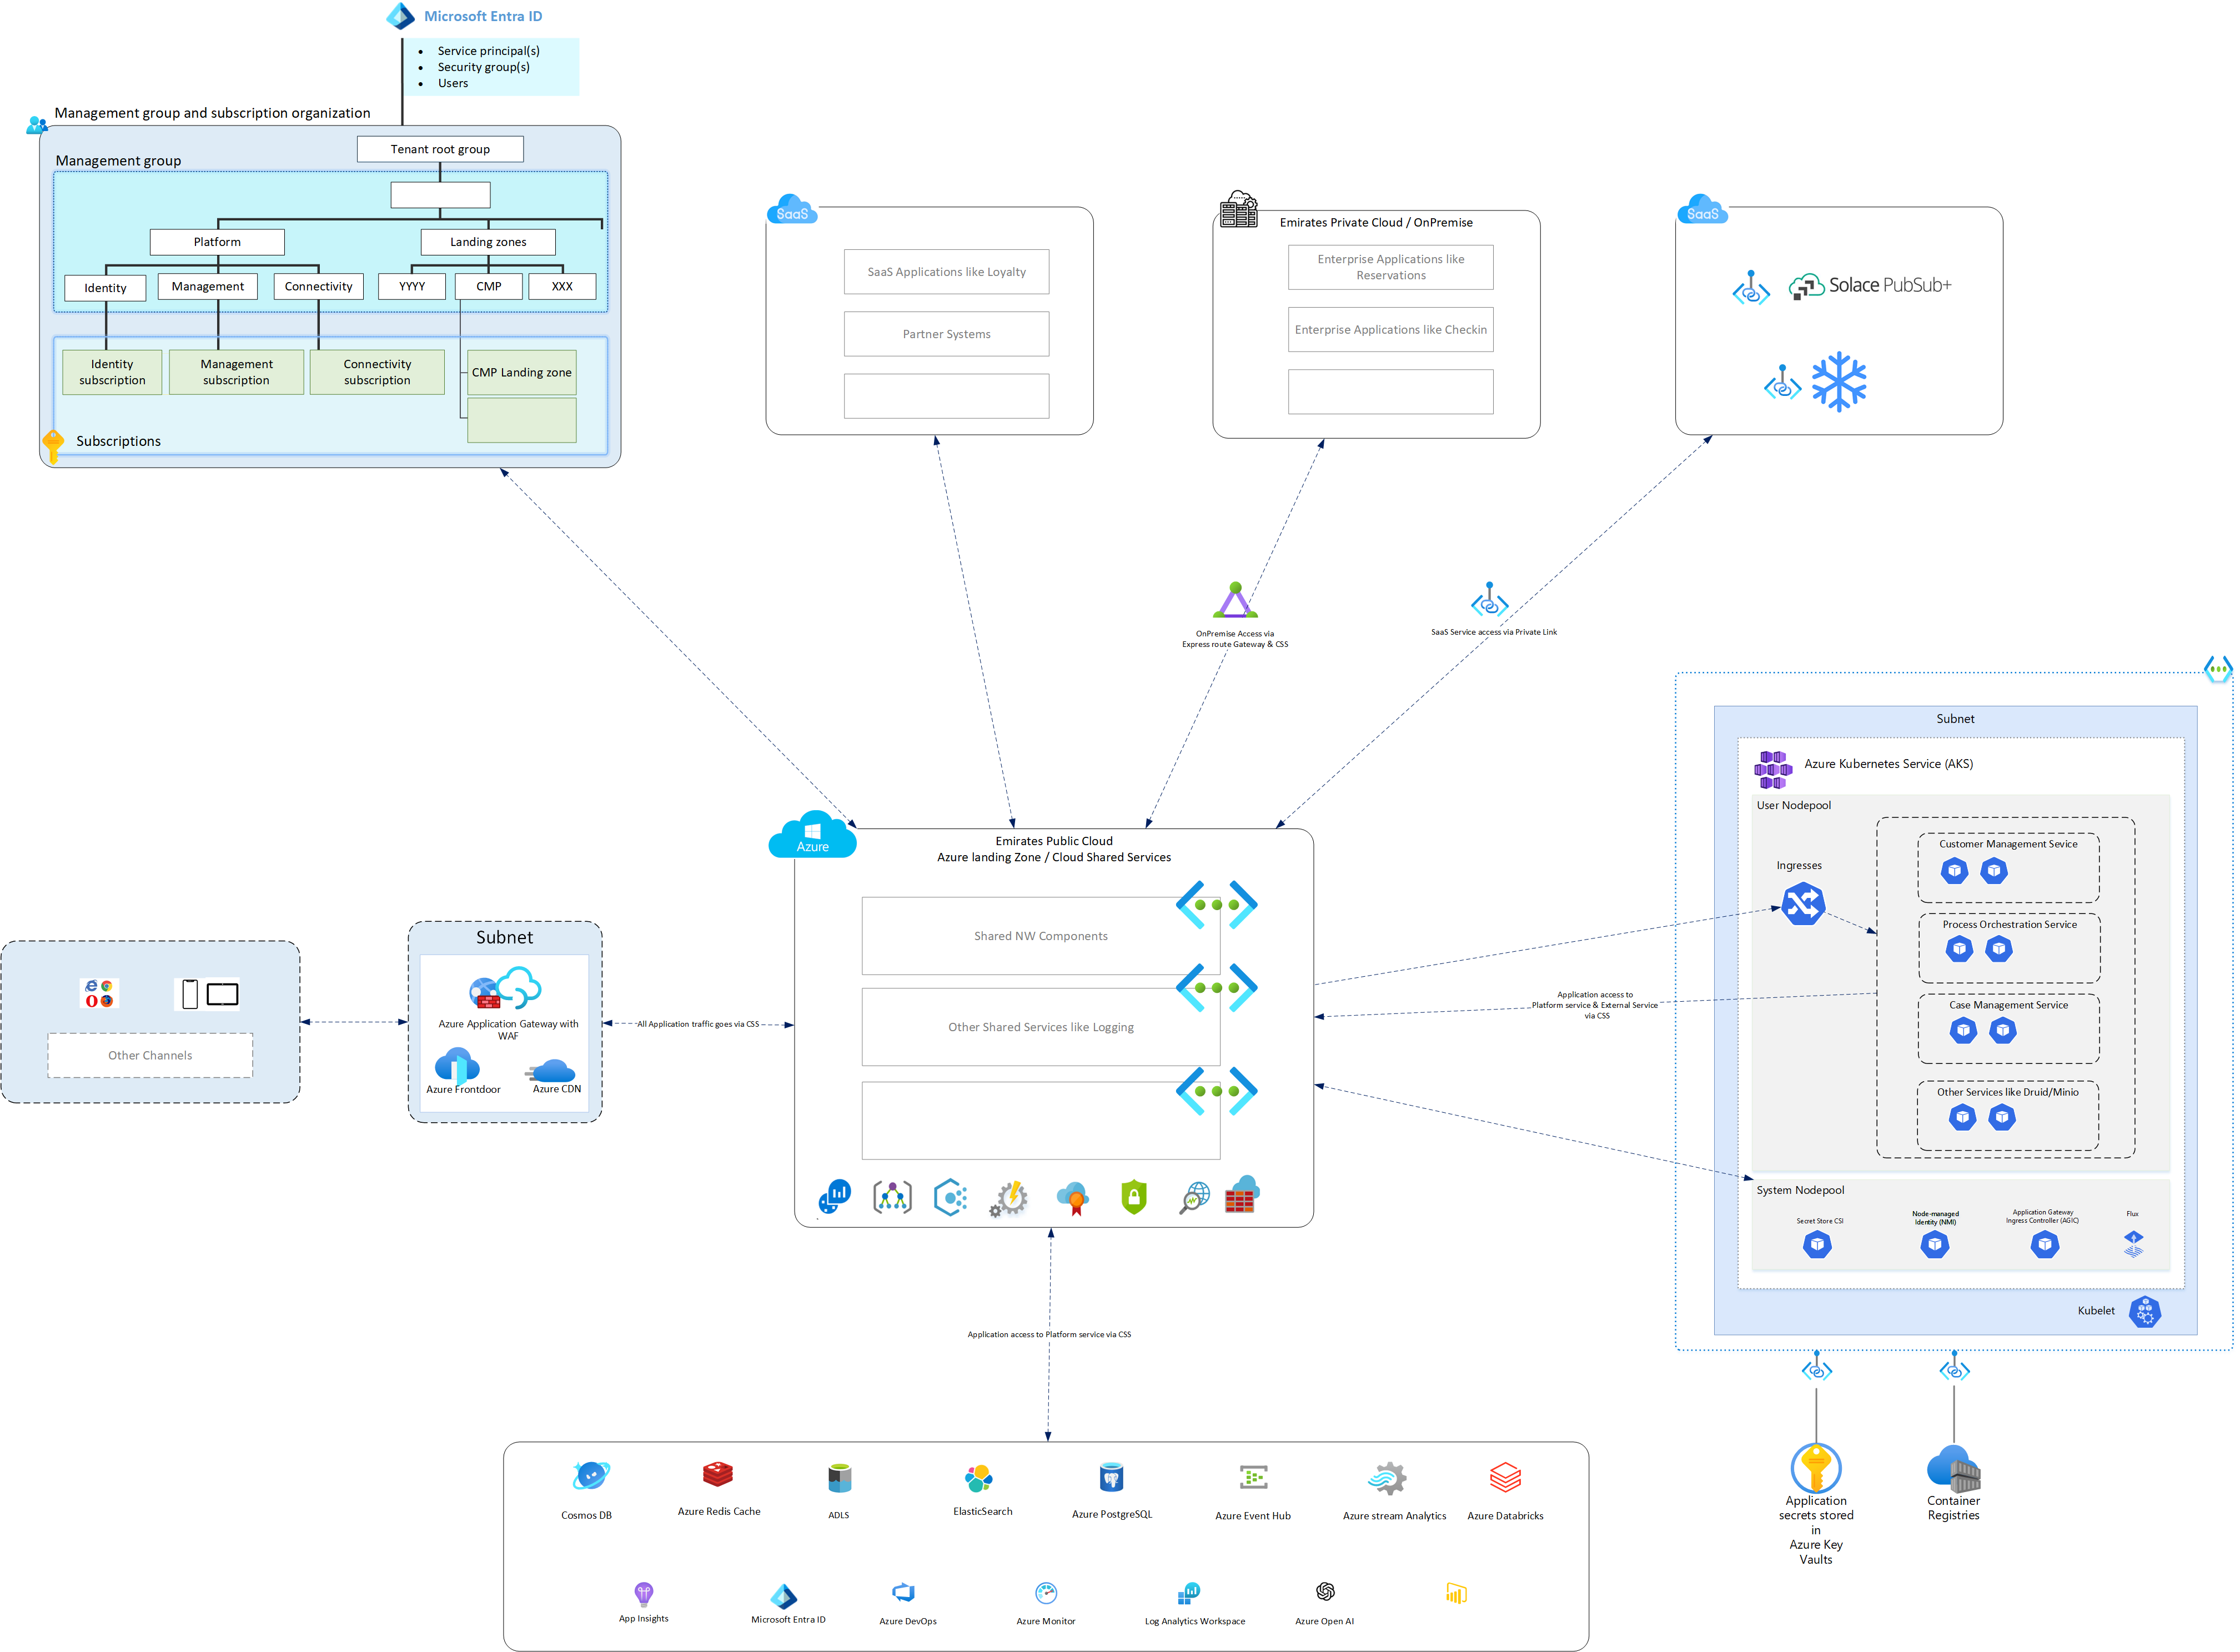 Microsoft Entra ID
Service principal(s)
Security group(s)
Users
Management group and subscription organization
Tenant root group
Management group
Platform
Landing zones
Identity
Management
Connectivity
YYYY
CMP
XXX
Identity
subscription
Management
subscription
Connectivity
subscription
CMP Landing zone
Subscriptions
SaaS
SaaS Applications like Loyalty
Partner Systems
Emirates Private Cloud / OnPremise
Enterprise Applications like
Reservations
Enterprise Applications like Checkin
SaaS
Solace PubSub+
OnPremise Access via
Express route Gateway & CSS
SaaS Service access via Private Link
Other Channels
Subnet
Azure Application Gateway with
WAF
Azure Frontdoor
Azure CDN
All Application traffic goes via CSS
Azure
Emirates Public Cloud
Azure landing Zone / Cloud Shared Services
Shared NW Components
Other Shared Services like Logging
Application access to
Platform service & External Service
via CSS
Subnet
Azure Kubernetes Service (AKS)
User Nodepool
Ingresses
Customer Management Sevice
Process Orchestration Service
Case Management Service
Other Services like Druid/Minio
System Nodepool
Secret Store CSI
Node-managed
Identity (NMI)
Application Gateway
Ingress Controller (AGIC)
Flux
Kubelet
Application
secrets stored
in
Azure Key
Vaults
Container
Registries
Application access to Platform service via CSS
Cosmos DB
Azure Redis Cache
ADLS
ElasticSearch
Azure PostgreSQL
Azure Event Hub
Azure stream Analytics
Azure Databricks
App Insights
Microsoft Entra ID
Azure DevOps
Azure Monitor
Log Analytics Workspace
Azure Open AI